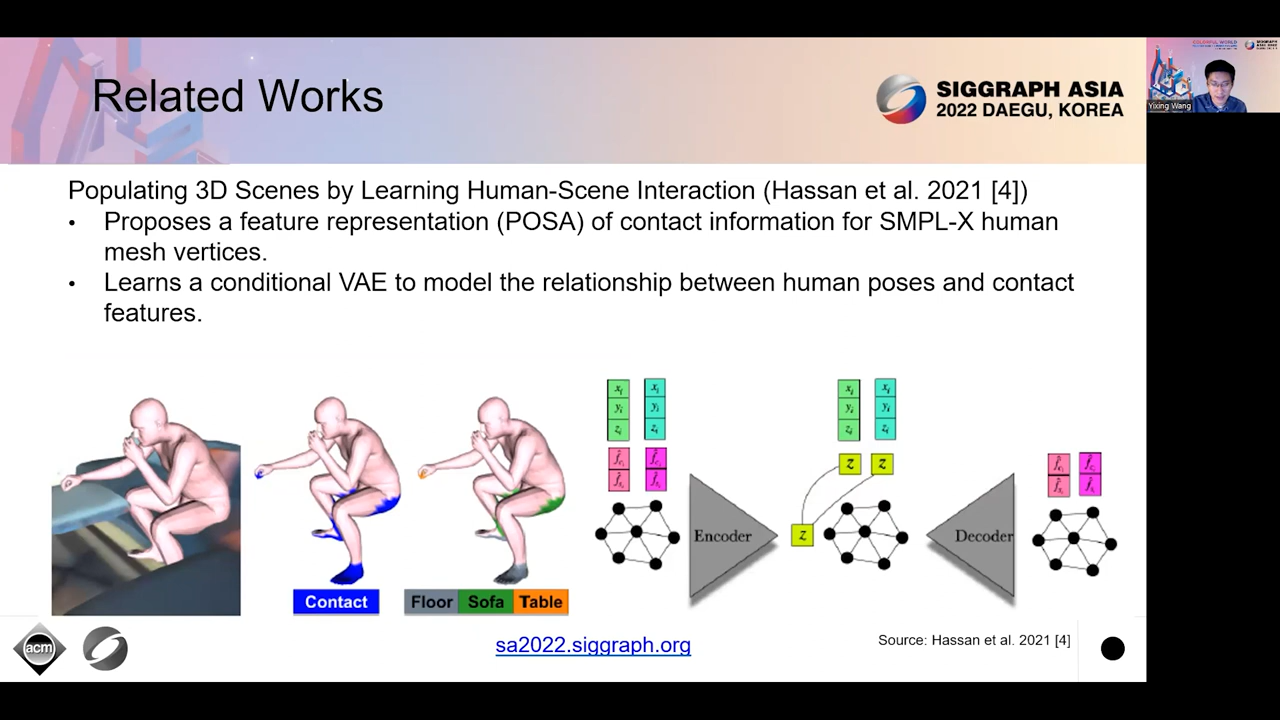 Related Works
SIGGRAPH ASIA
2022 DAEGU, KOREA
Yixing Wang
Populating 3D Scenes by Learning Human-Scene Interaction (Hassan et al. 2021 [4])
• Proposes a feature representation (POSA) of contact information for SMPL-X human
mesh vertices.
• Learns a conditional VAE to model the relationship between human poses and contact
features.
Contact
Floor Sofa Table
Encoder
z
z z
Decoder
sa2022.siggraph.org
Source: Hassan et al. 2021 [4]
acm